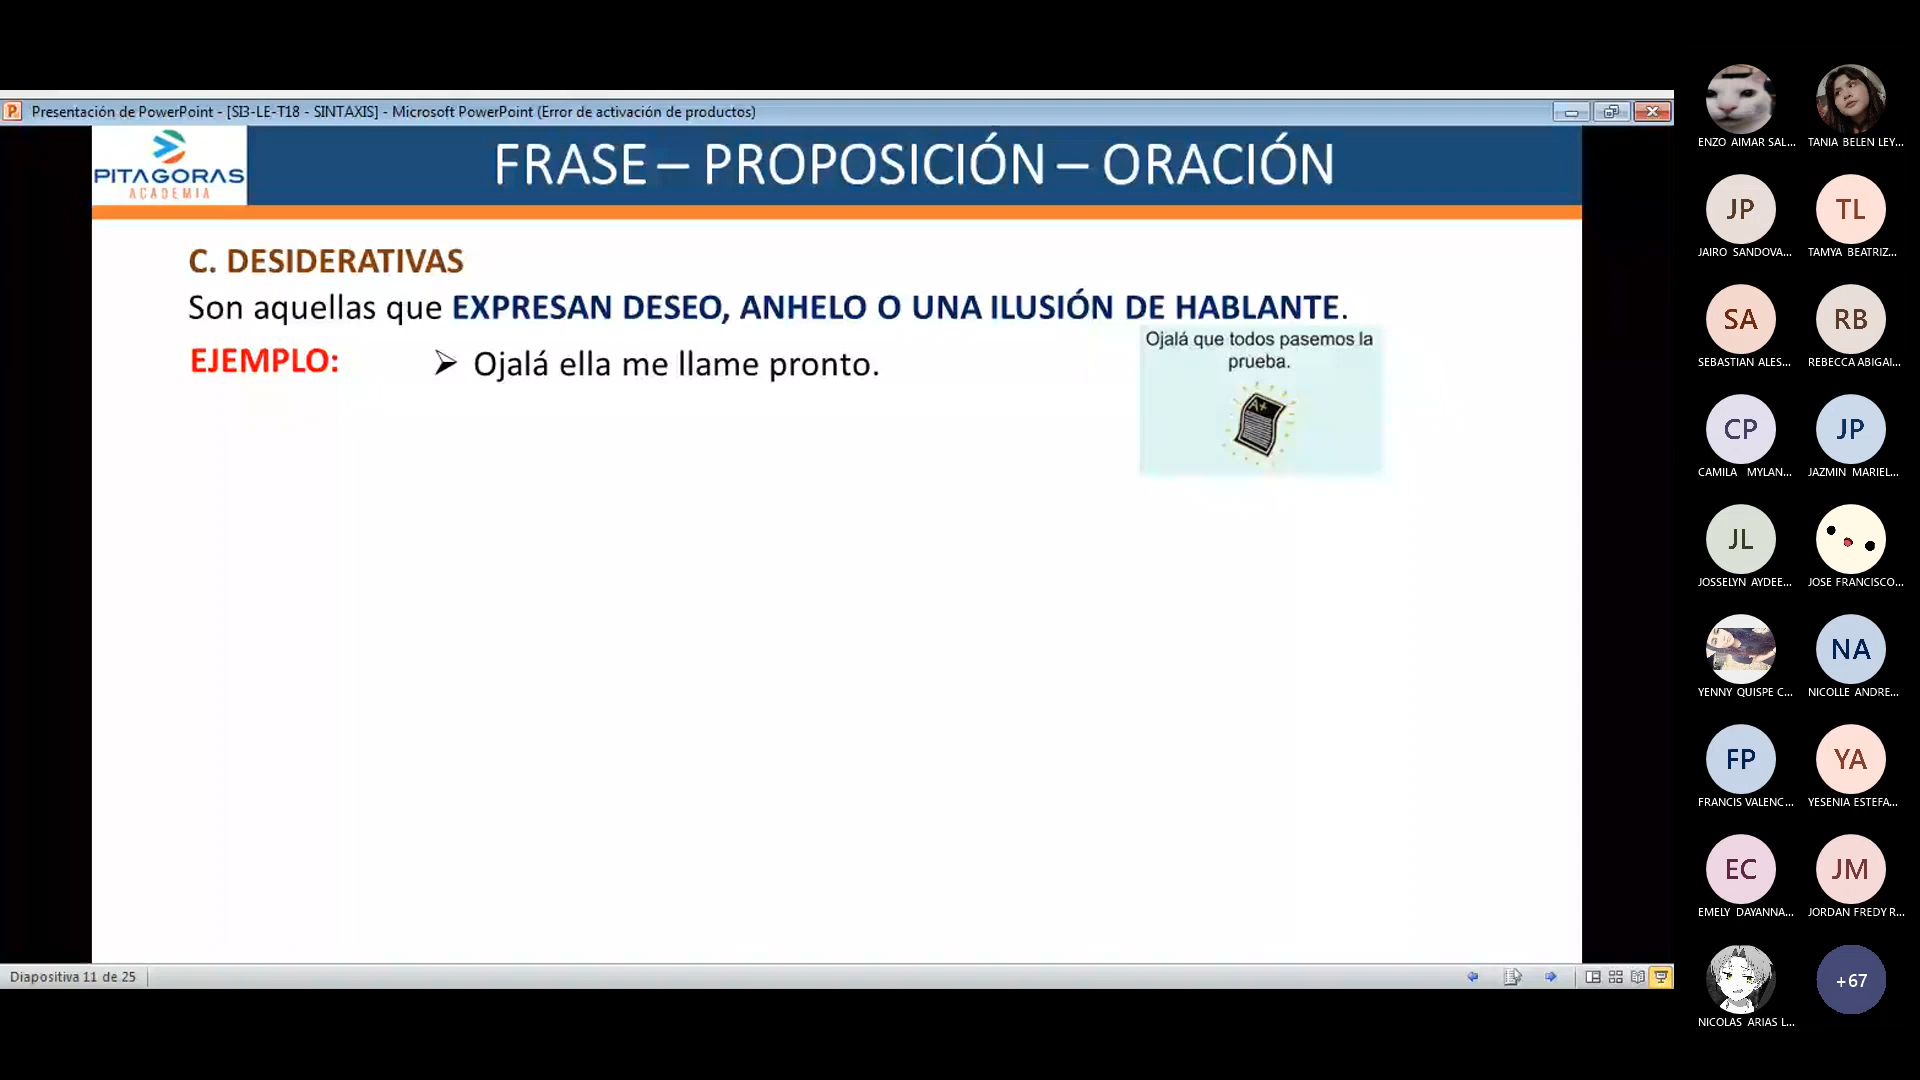 Presentación de PowerPoint - [SI3-LE-T18 - SINTAXIS] - Microsoft PowerPoint (Error de activación de productos)
PITAGORAS
ACADEMIA
FRASE – PROPOSICIÓN – ORACIÓN
C. DESIDERATIVAS
Son aquellas que EXPRESAN DESEO, ANHELO O UNA ILUSIÓN DE HABLANTE.
EJEMPLO:
➢ Ojalá ella me llame pronto.
Ojalá que todos pasemos la
prueba.
A+
Diapositiva 11 de 25
ENZO AIMAR SAL...
TANIA BELEN LEY...
JP
JAIRO SANDOVA...
TL
TAMYA BEATRIZ...
SA
SEBASTIAN ALES...
RB
REBECCA ABIGAI...
CP
CAMILA MYLAN...
JP
JAZMIN MARIEL...
JL
JOSSELYN AYDEE...
JOSE FRANCISCO...
YENNY QUISPE C...
NA
NICOLLE ANDRE...
FP
FRANCIS VALENC...
YA
YESENIA ESTEFA...
EC
EMELY DAYANNA...
JM
JORDAN FREDY R...
NICOLAS ARIAS L...
+67